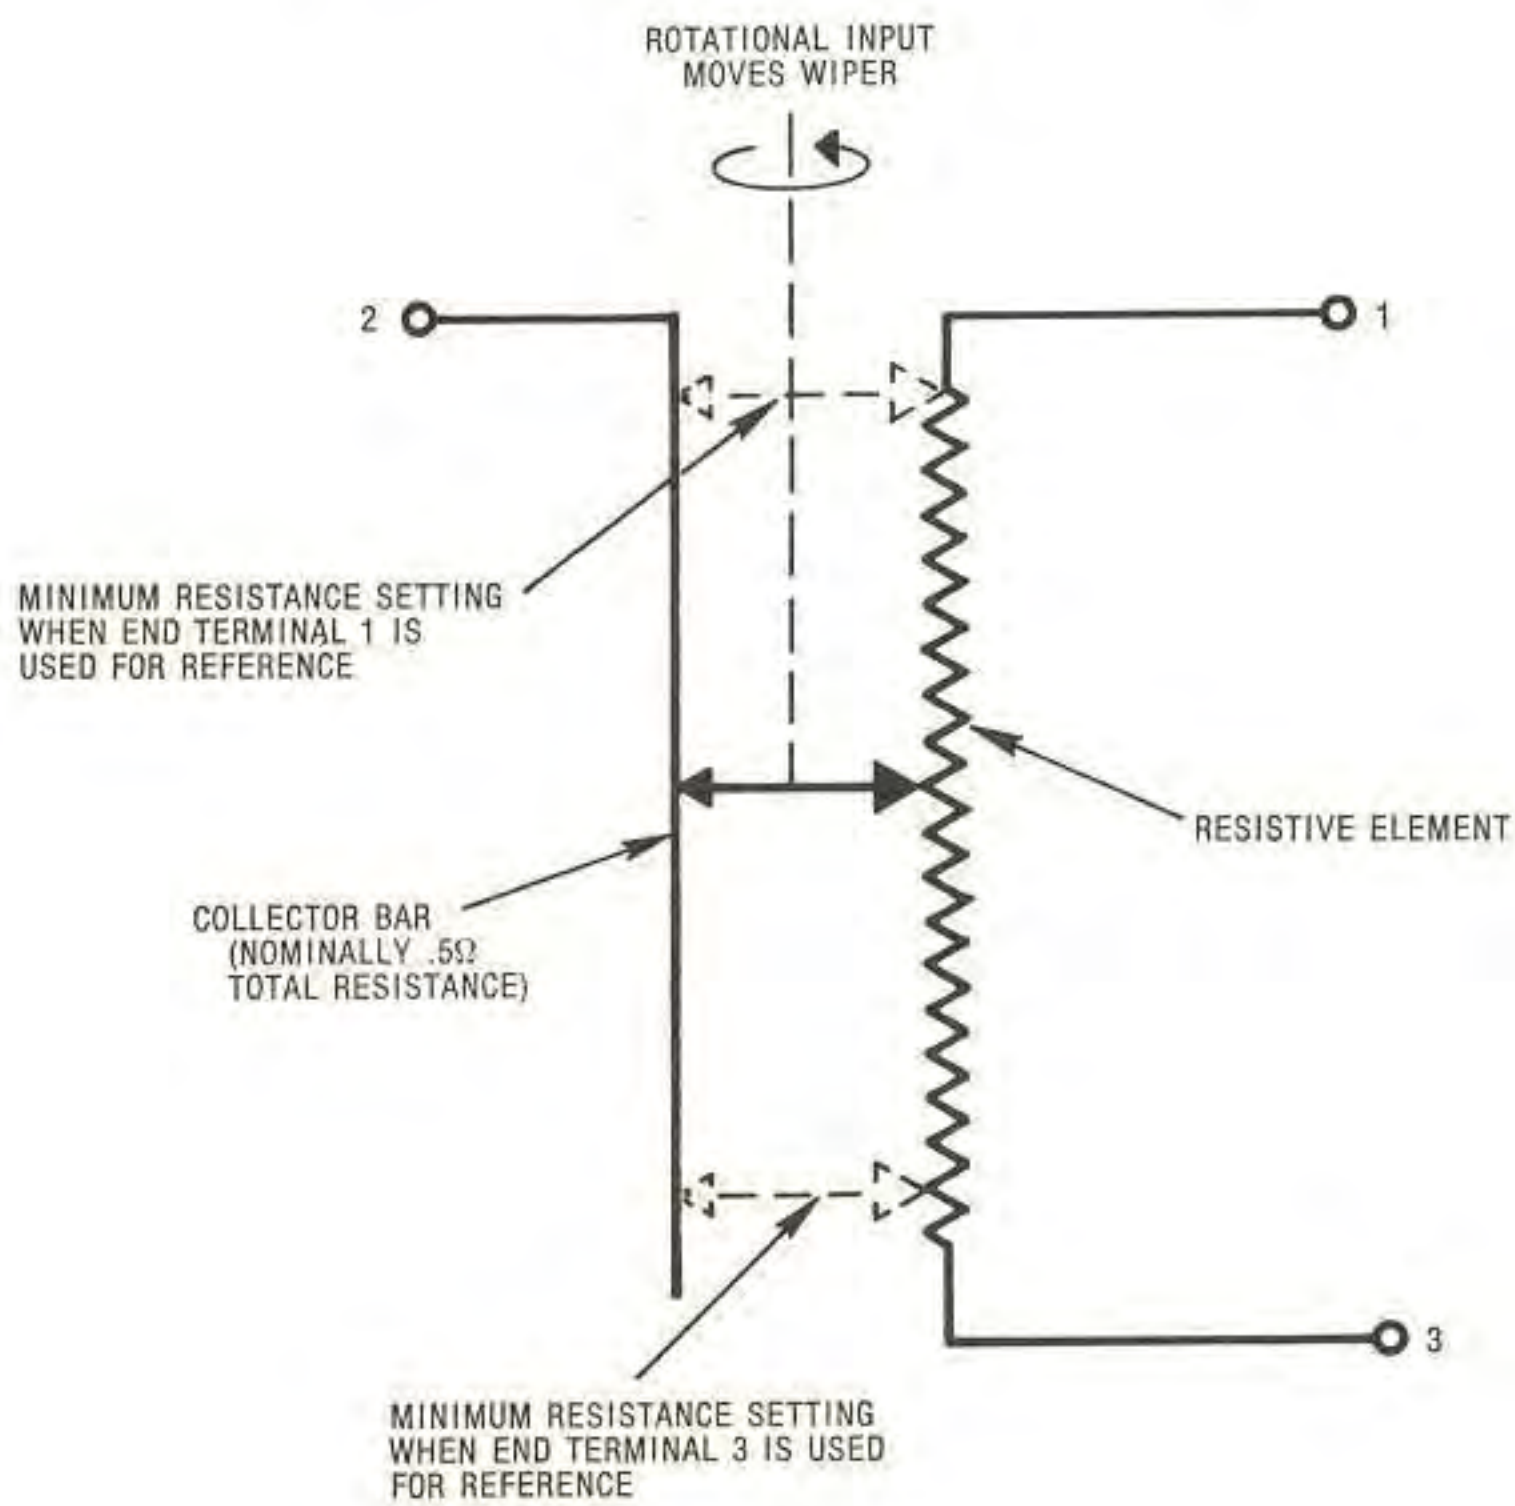 ROTATIONAL INPUT
MOVES WIPER
2
1
MINIMUM RESISTANCE SETTING
WHEN END TERMINAL 1 IS
USED FOR REFERENCE
RESISTIVE ELEMENT
COLLECTOR BAR
(NOMINALLY .5Ω
TOTAL RESISTANCE)
3
MINIMUM RESISTANCE SETTING
WHEN END TERMINAL 3 IS USED
FOR REFERENCE